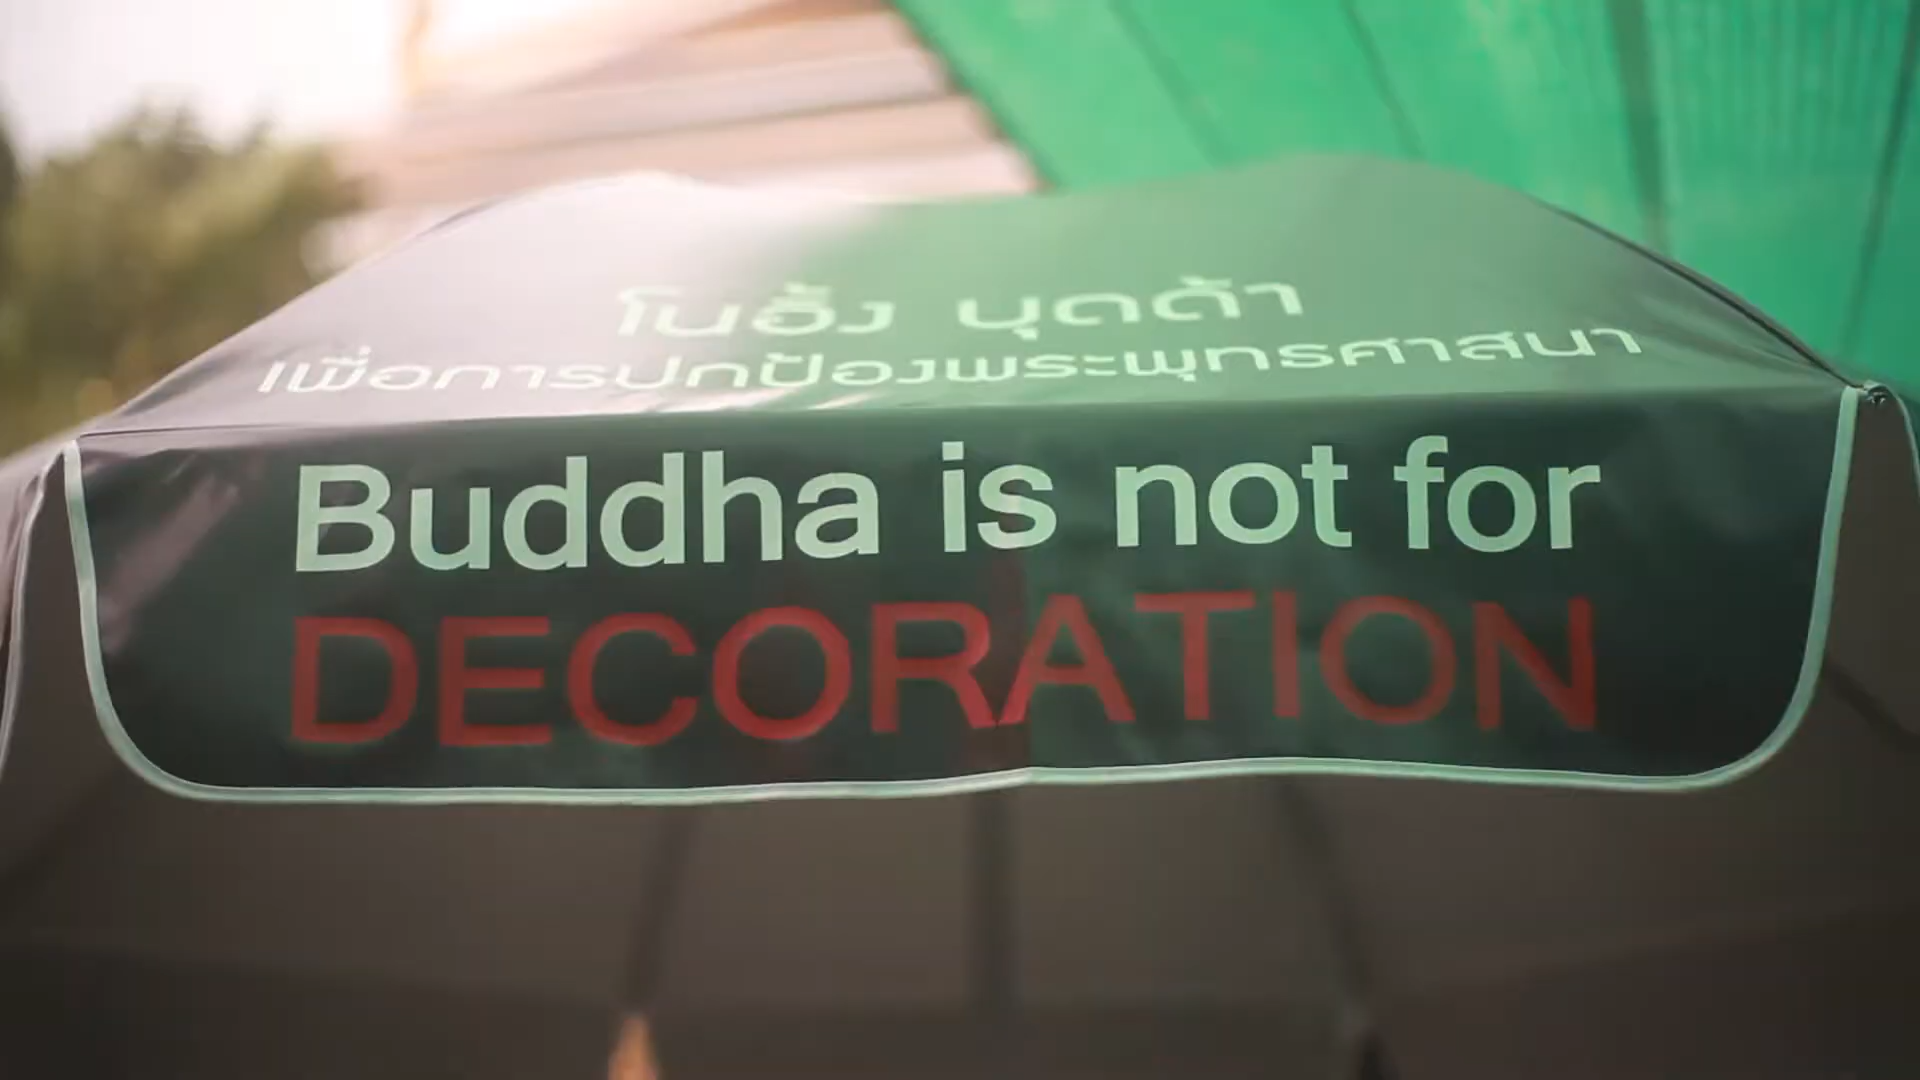 โนอิ้ง บุดด้า
เพื่อการปกป้องพระพุทธศาสนา
Buddha is not for
DECORATION